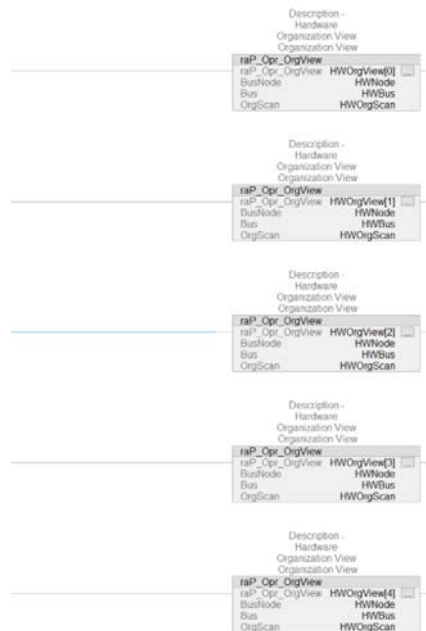 Description -
Hardware
Organization View
Organization View
raP_Opr_OrgView
raP_Opr_OrgView HWOrgView[0] ...
BusNode HWNode
Bus HWBus
OrgScan HWOrgScan
Description -
Hardware
Organization View
Organization View
raP_Opr_OrgView
raP_Opr_OrgView HWOrgView[1] ...
BusNode HWNode
Bus HWBus
OrgScan HWOrgScan
Description -
Hardware
Organization View
Organization View
raP_Opr_OrgView
raP_Opr_OrgView HWOrgView[2] ...
BusNode HWNode
Bus HWBus
OrgScan HWOrgScan
Description -
Hardware
Organization View
Organization View
raP_Opr_OrgView
raP_Opr_OrgView HWOrgView[3] ...
BusNode HWNode
Bus HWBus
OrgScan HWOrgScan
Description -
Hardware
Organization View
Organization View
raP_Opr_OrgView
raP_Opr_OrgView HWOrgView[4] ...
BusNode HWNode
Bus HWBus
OrgScan HWOrgScan